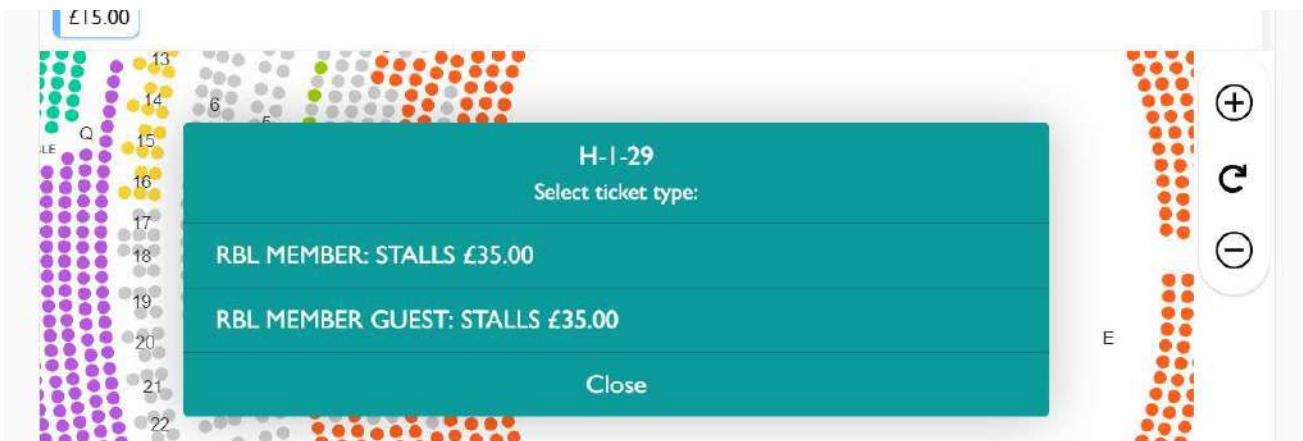 £15.00
13
14
6
5
Q
15
LE
16
17
18
19
20
21
22
H-1-29
Select ticket type:
RBL MEMBER: STALLS £35.00
RBL MEMBER GUEST: STALLS £35.00
Close
E